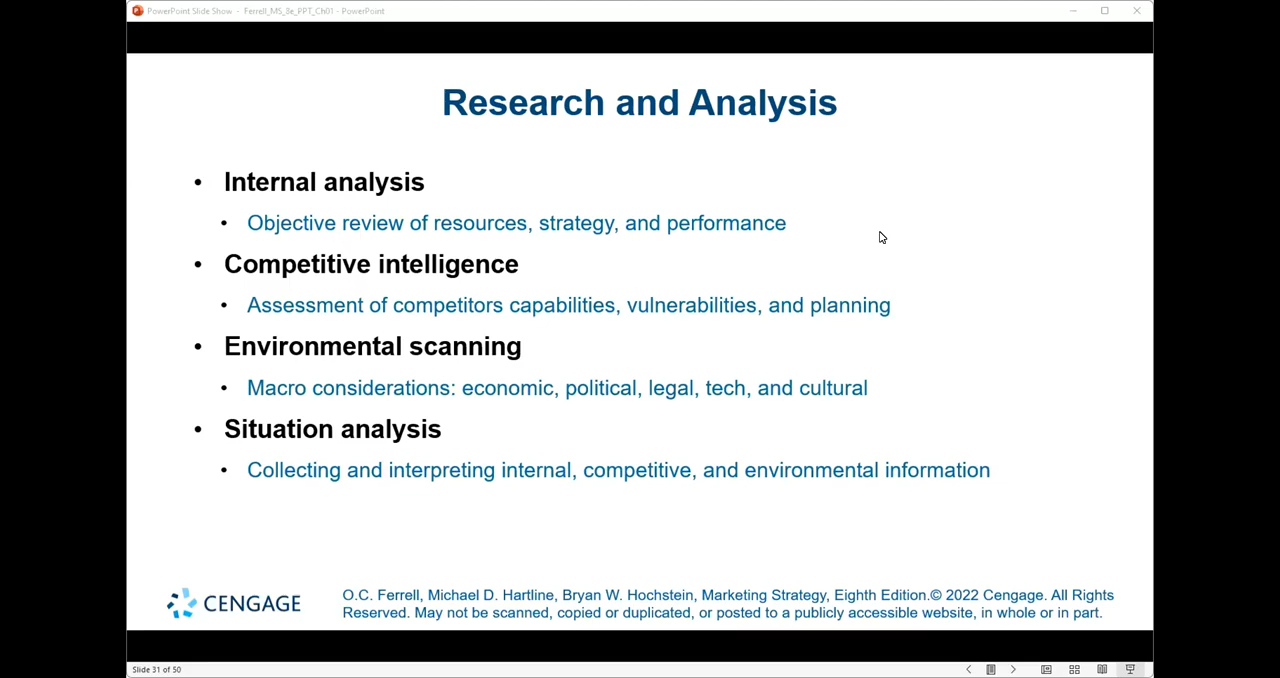 PowerPoint Slide Show - Ferrell_MS_8e_PPT_Ch01 - PowerPoint
Research and Analysis
• Internal analysis
• Objective review of resources, strategy, and performance
• Competitive intelligence
• Assessment of competitors capabilities, vulnerabilities, and planning
• Environmental scanning
• Macro considerations: economic, political, legal, tech, and cultural
• Situation analysis
• Collecting and interpreting internal, competitive, and environmental information
CENGAGE
O.C. Ferrell, Michael D. Hartline, Bryan W. Hochstein, Marketing Strategy, Eighth Edition.© 2022 Cengage. All Rights
Reserved. May not be scanned, copied or duplicated, or posted to a publicly accessible website, in whole or in part.
Slide 31 of 50